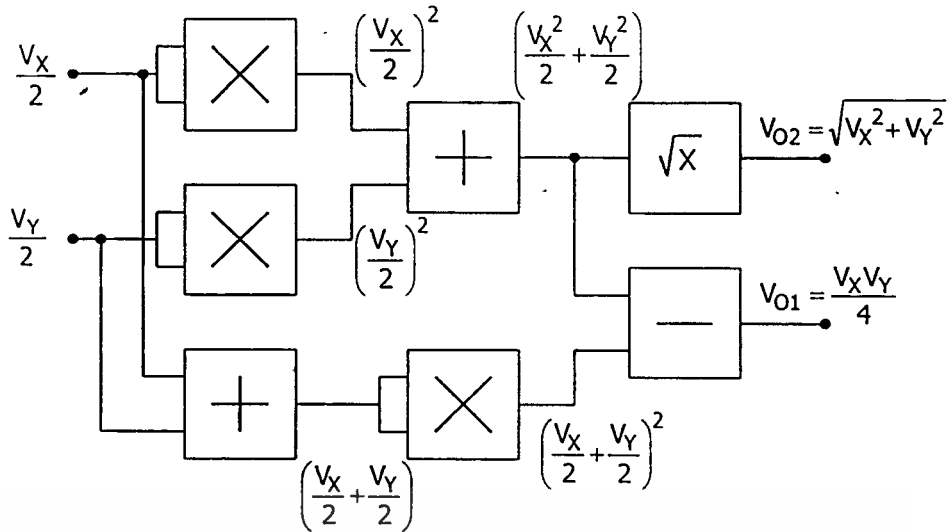 V_X/2
(V_X/2)^2
(V_X^2/2 + V_Y^2/2)
√X
V_O2 = √(V_X^2 + V_Y^2)
V_Y/2
(V_Y/2)^2
V_O1 = V_X V_Y/4
(V_X/2 + V_Y/2)
(V_X/2 + V_Y/2)^2